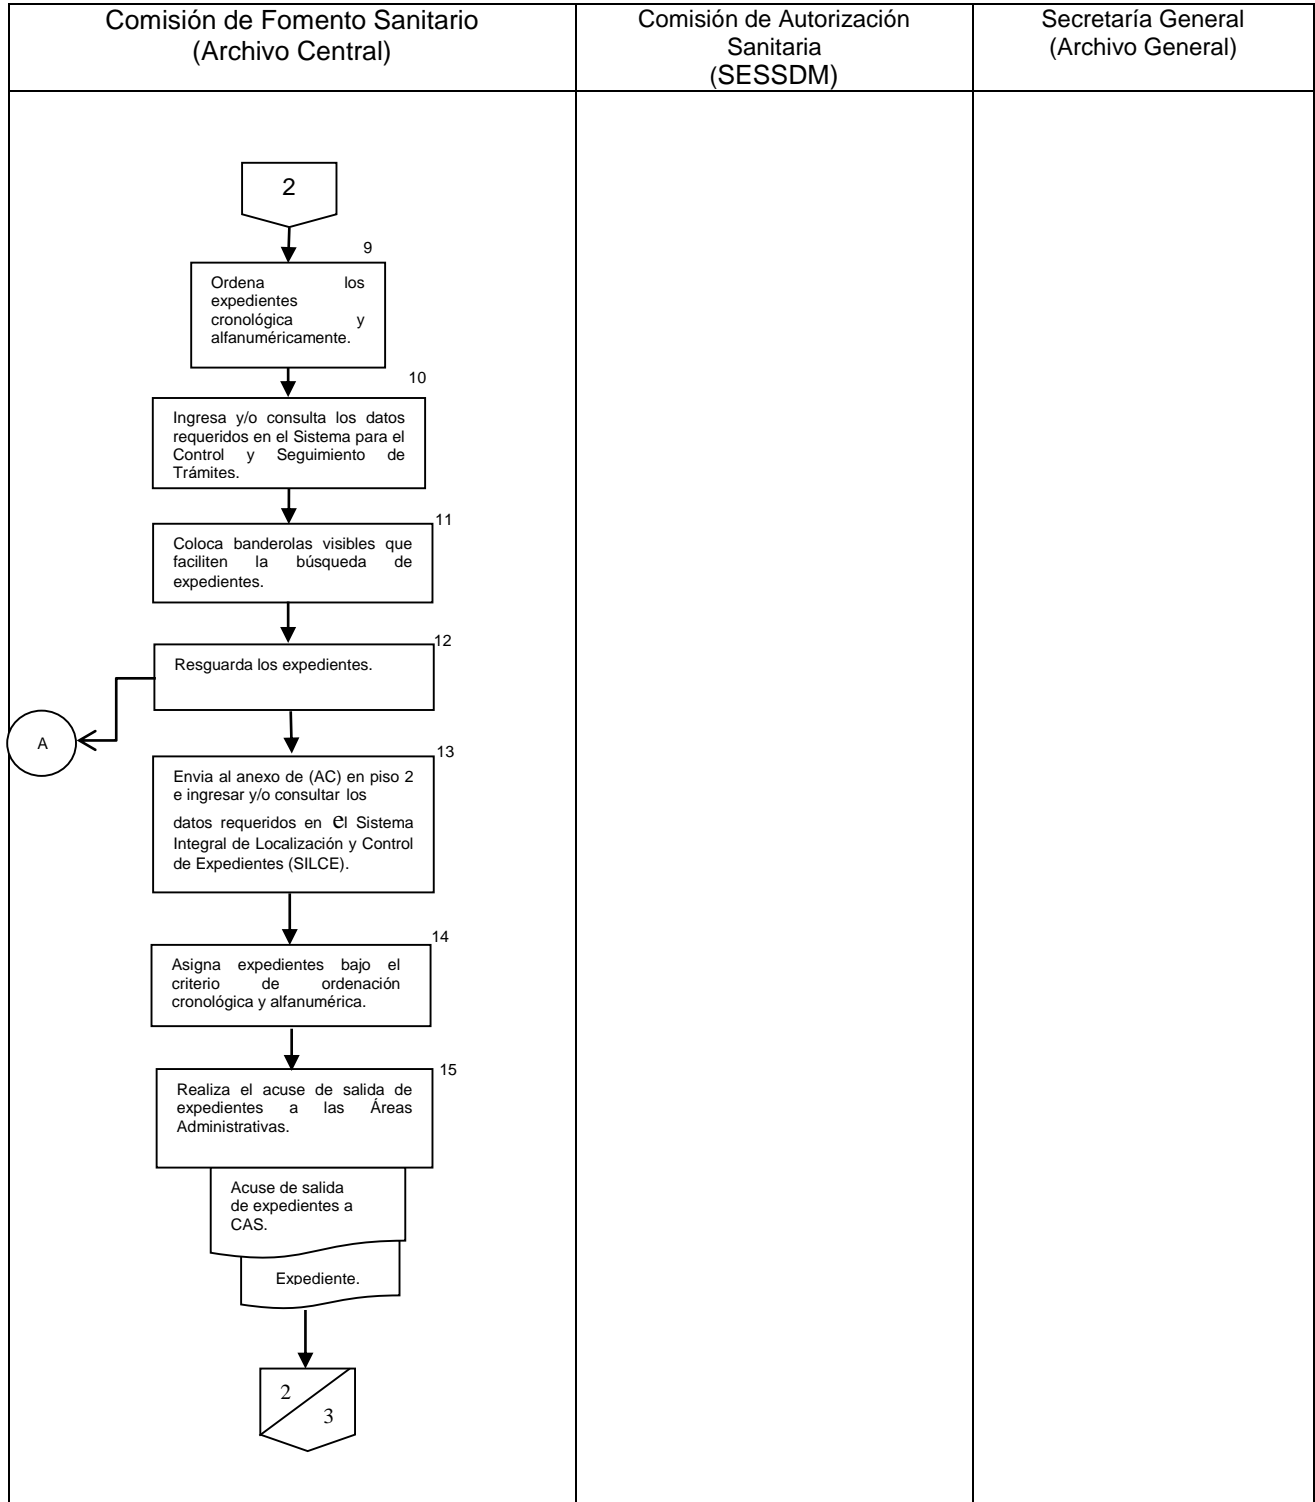 Comisión de Fomento Sanitario
(Archivo Central)
Comisión de Autorización
Sanitaria
(SESSDM)
Secretaría General
(Archivo General)
2
9
Ordena los
expedientes
cronológica y
alfanuméricamente.
10
Ingresa y/o consulta los datos
requeridos en el Sistema para el
Control y Seguimiento de
Trámites.
11
Coloca banderolas visibles que
faciliten la búsqueda de
expedientes.
12
Resguarda los expedientes.
A
13
Envia al anexo de (AC) en piso 2
e ingresar y/o consultar los
datos requeridos en el Sistema
Integral de Localización y Control
de Expedientes (SILCE).
14
Asigna expedientes bajo el
criterio de ordenación
cronológica y alfanumérica.
15
Realiza el acuse de salida de
expedientes a las Áreas
Administrativas.
Acuse de salida
de expedientes a
CAS.
Expediente.
2
3